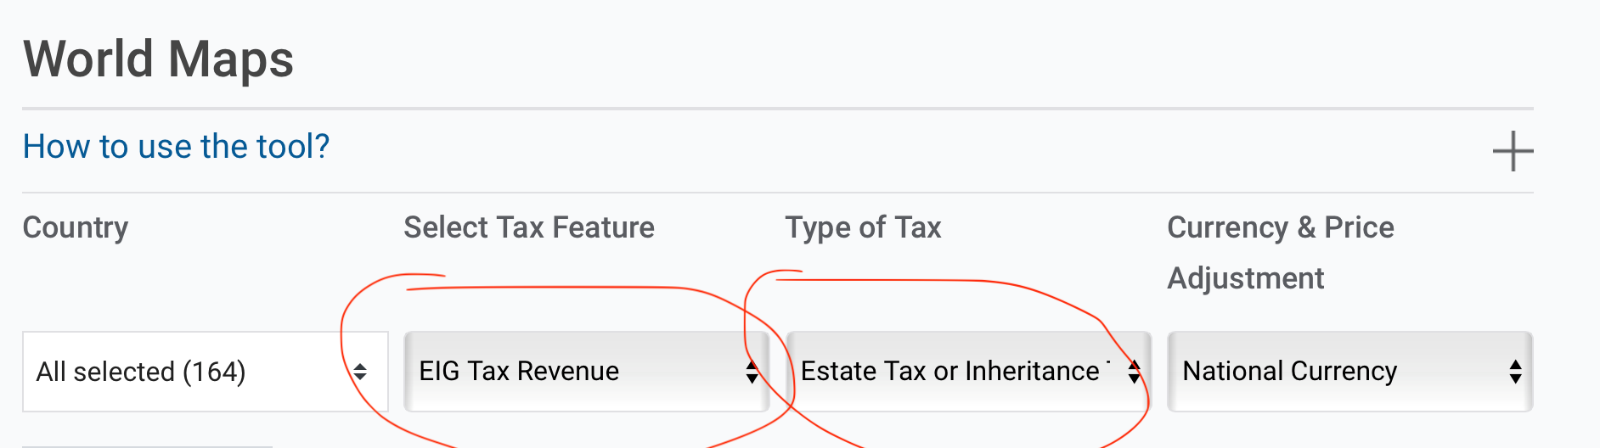 World Maps
How to use the tool?
Country
Select Tax Feature
Type of Tax
Currency & Price
Adjustment
All selected (164)
EIG Tax Revenue
Estate Tax or Inheritance
National Currency